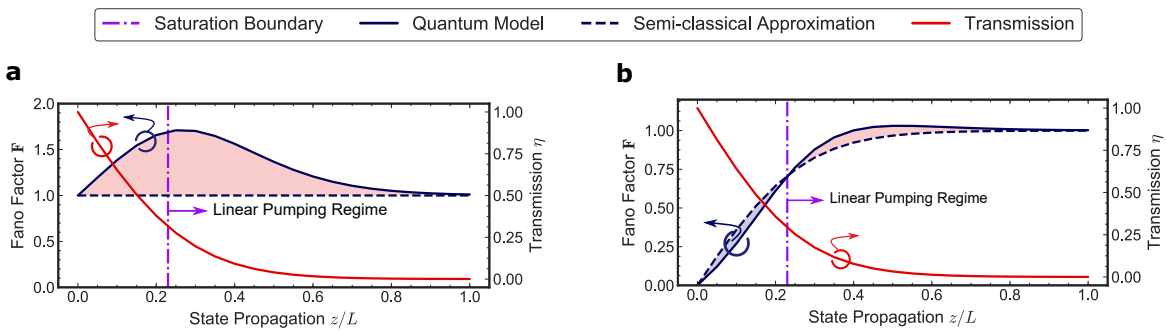 Saturation Boundary Quantum Model Semi-classical Approximation Transmission
a
2.0
1.5
1.0
0.5
0.0
Fano Factor F
1.00
0.75
0.50
0.25
0.00
Transmission η
Linear Pumping Regime
0.0 0.2 0.4 0.6 0.8 1.0
State Propagation z/L
b
1.00
0.75
0.50
0.25
0.00
Fano Factor F
1.00
0.75
0.50
0.25
0.00
Transmission η
Linear Pumping Regime
0.0 0.2 0.4 0.6 0.8 1.0
State Propagation z/L